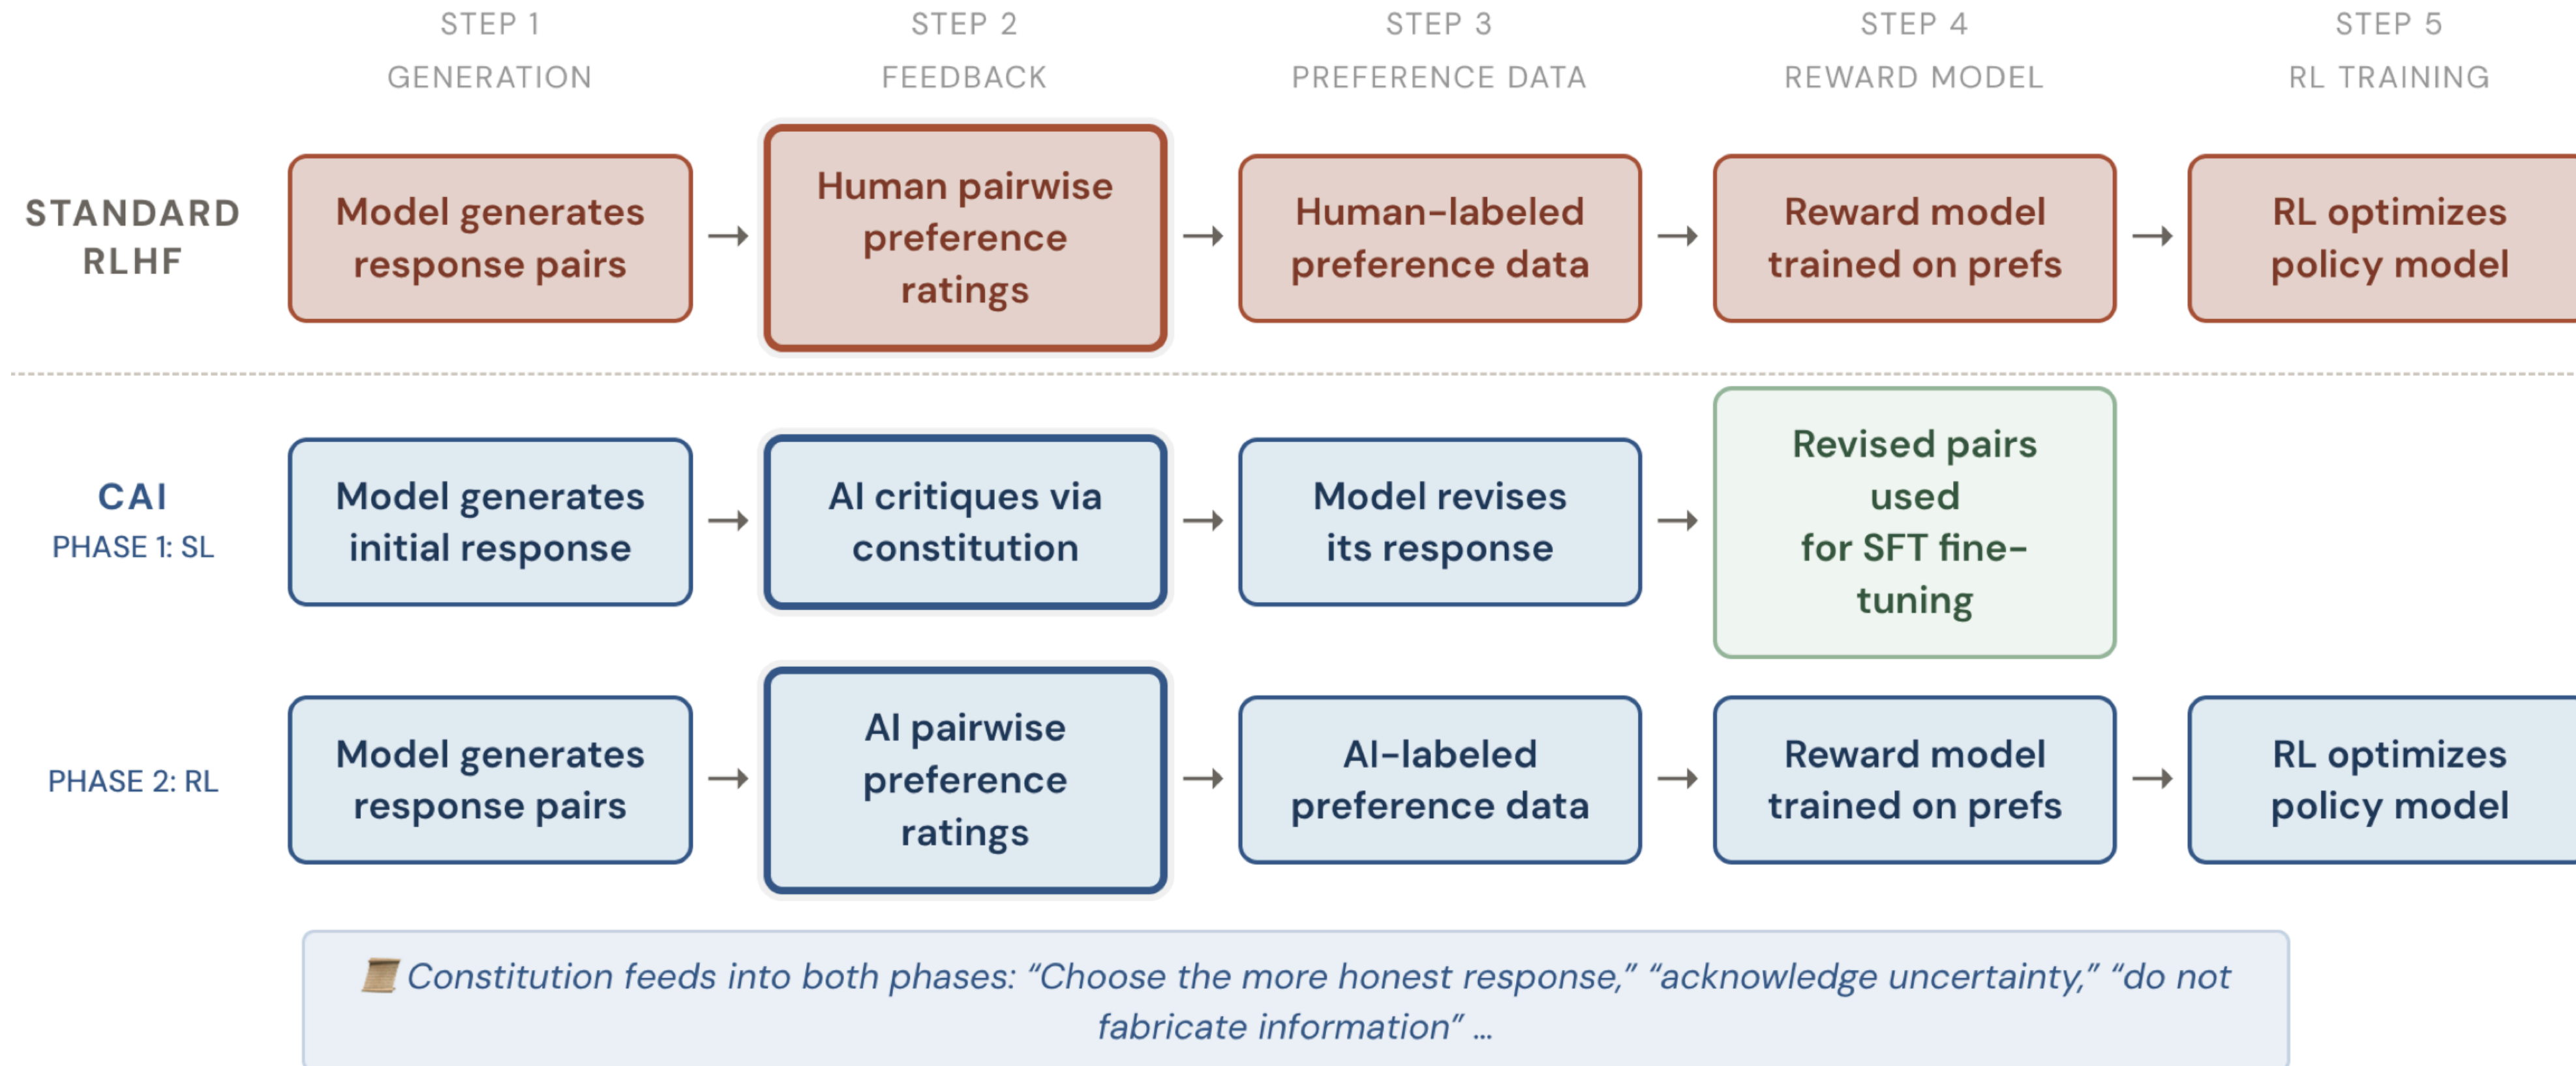 STEP 1
GENERATION
STEP 2
FEEDBACK
STEP 3
PREFERENCE DATA
STEP 4
REWARD MODEL
STEP 5
RL TRAINING
STANDARD
RLHF
Model generates
response pairs
→
Human pairwise
preference
ratings
→
Human-labeled
preference data
→
Reward model
trained on prefs
→
RL optimizes
policy model
CAI
PHASE 1: SL
Model generates
initial response
→
AI critiques via
constitution
→
Model revises
its response
→
Revised pairs
used
for SFT fine-
tuning
PHASE 2: RL
Model generates
response pairs
→
AI pairwise
preference
ratings
→
AI-labeled
preference data
→
Reward model
trained on prefs
→
RL optimizes
policy model
📜 Constitution feeds into both phases: “Choose the more honest response,” “acknowledge uncertainty,” “do not
fabricate information” …